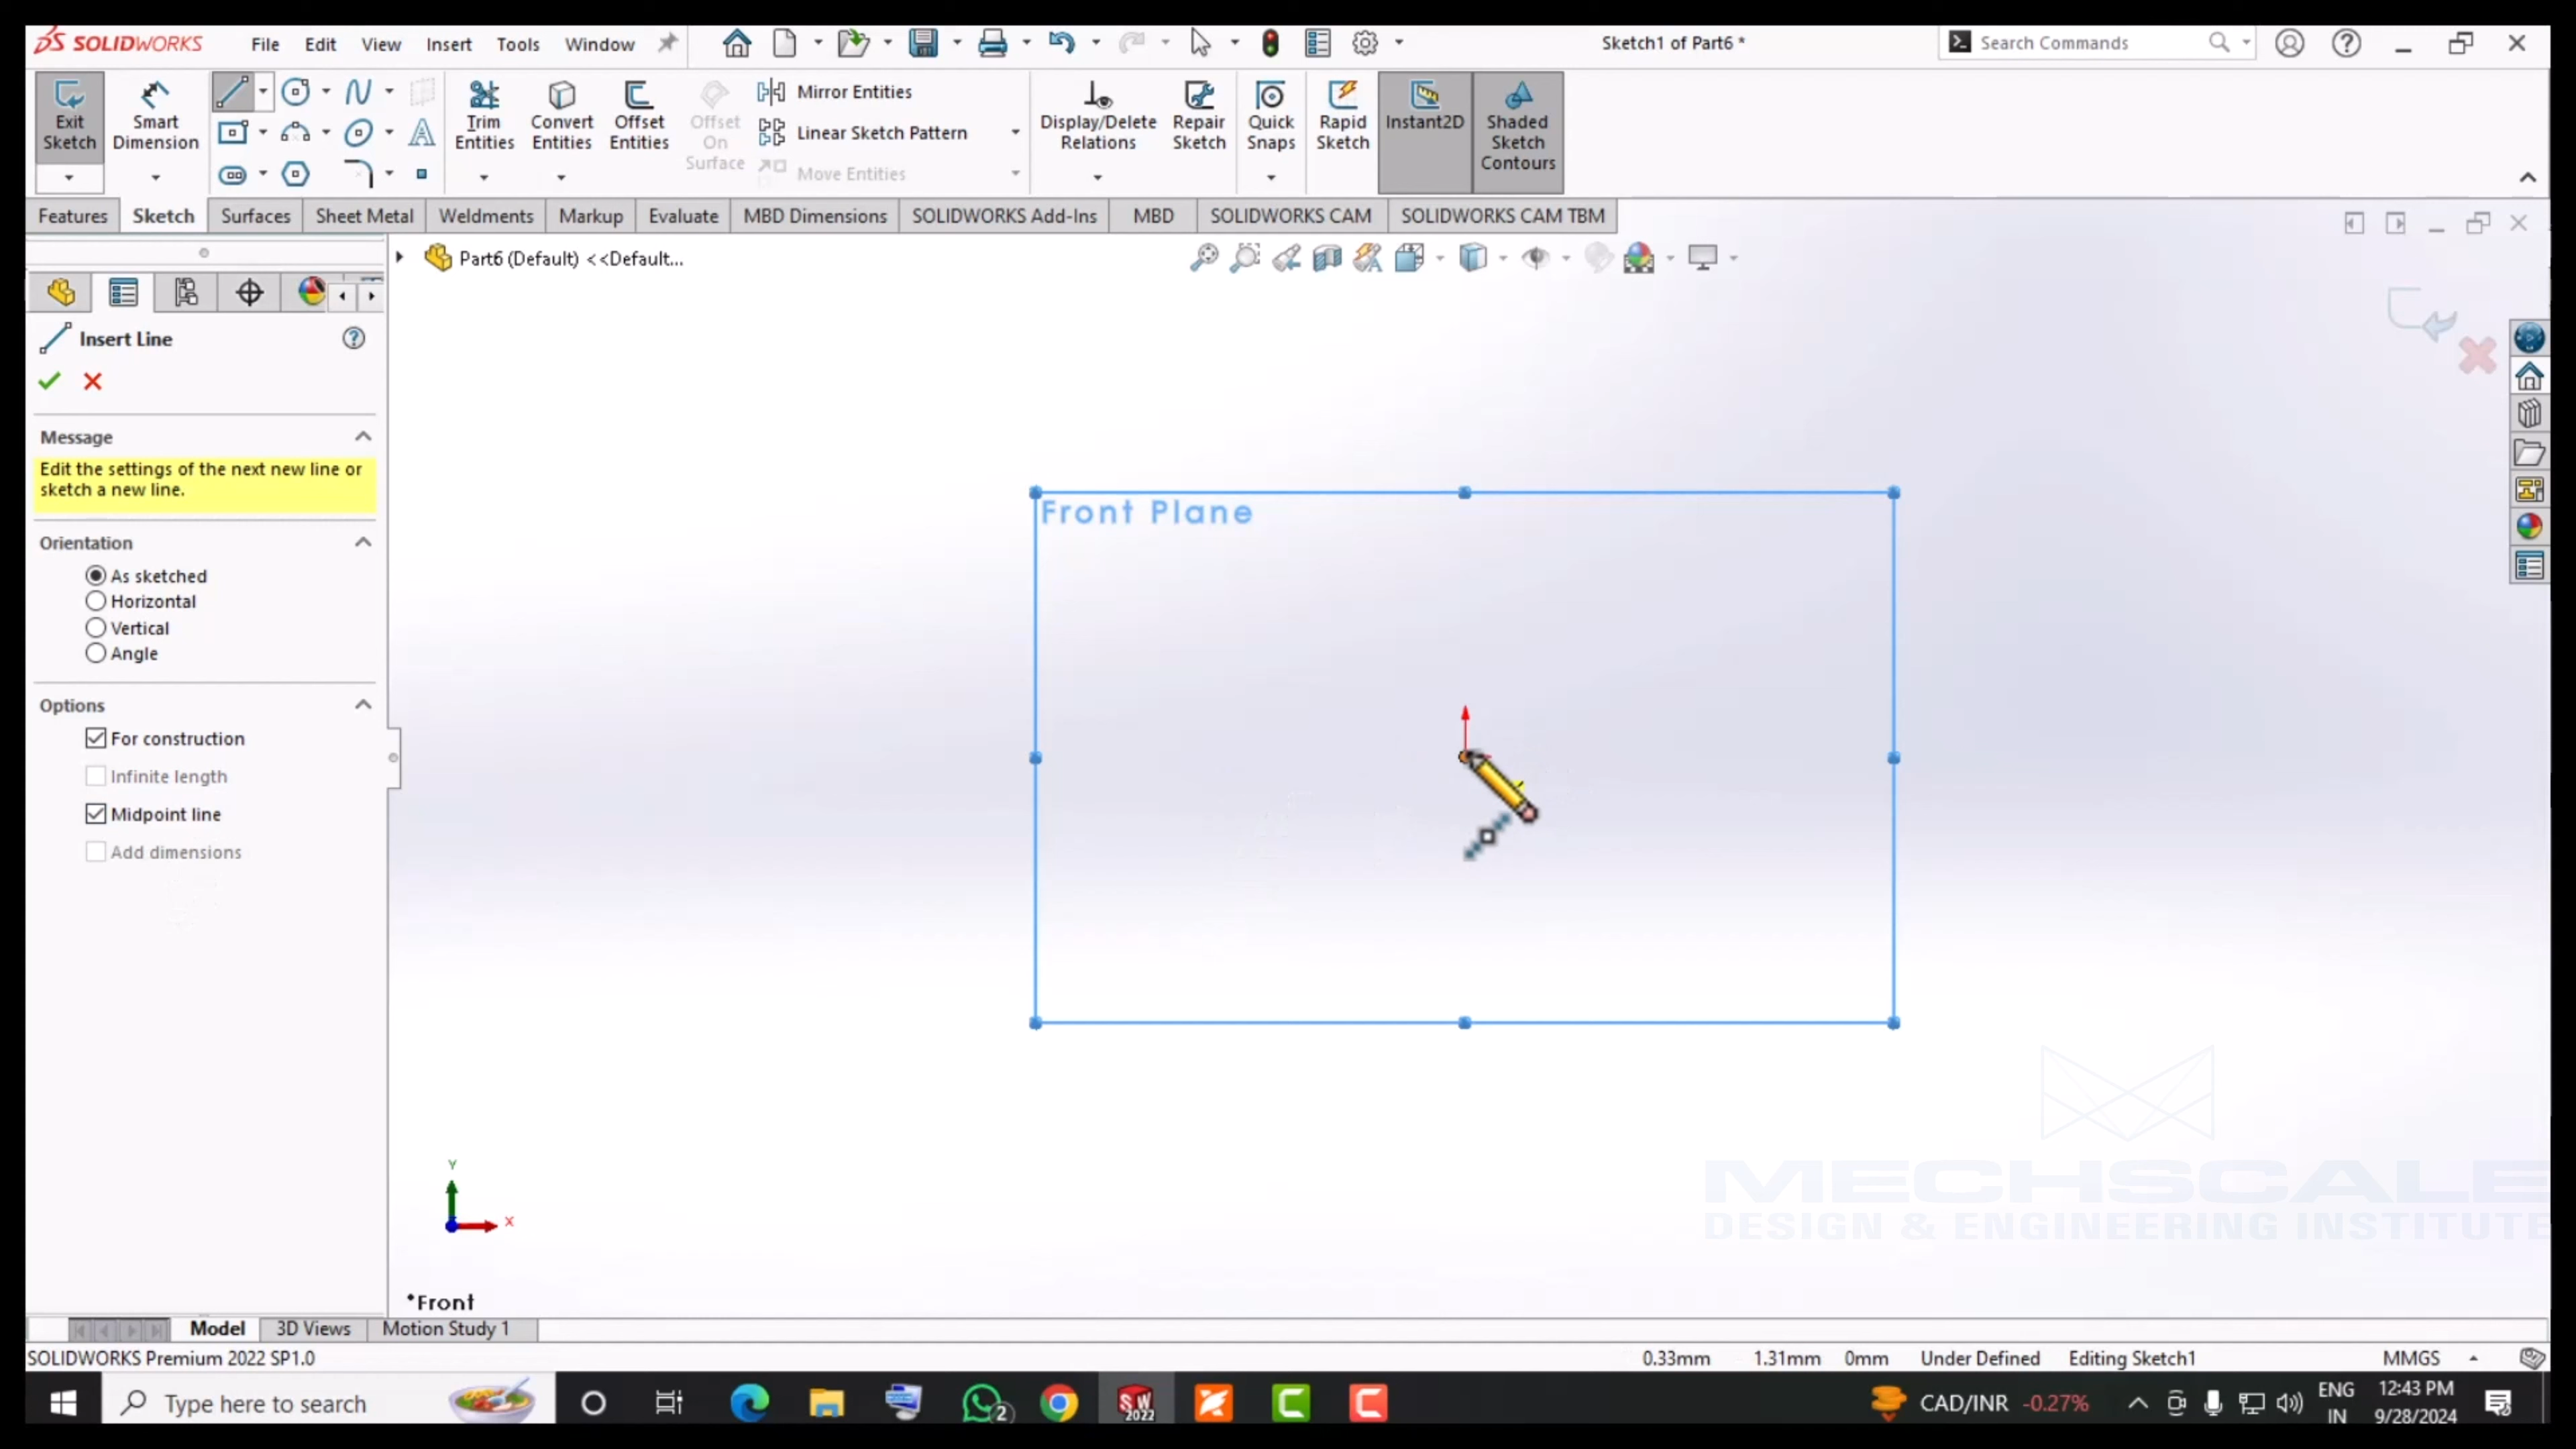 SOLIDWORKS File Edit View Insert Tools Window Sketch1 of Part6 * Search Commands
Exit Sketch
Smart Dimension
Trim Entities
Convert Entities
Offset Entities
Offset On Surface
Mirror Entities
Linear Sketch Pattern
Move Entities
Display/Delete Relations
Repair Sketch
Quick Snaps
Rapid Sketch
Instant2D
Shaded Sketch Contours
Features Sketch Surfaces Sheet Metal Weldments Markup Evaluate MBD Dimensions SOLIDWORKS Add-Ins MBD SOLIDWORKS CAM SOLIDWORKS CAM TBM
Part6 (Default) <<Default...
Insert Line
Message
Edit the settings of the next new line or
sketch a new line.
Orientation
As sketched
Horizontal
Vertical
Angle
Options
For construction
Infinite length
Midpoint line
Add dimensions
Front Plane
Y
X
*Front
MECHSCALE
DESIGN & ENGINEERING INSTITUTE
Model 3D Views Motion Study 1
SOLIDWORKS Premium 2022 SP1.0 0.33mm 1.31mm 0mm Under Defined Editing Sketch1 MMGS
Type here to search 2 SW 2022 CAD/INR -0.27% ENG IN 12:43 PM 9/28/2024